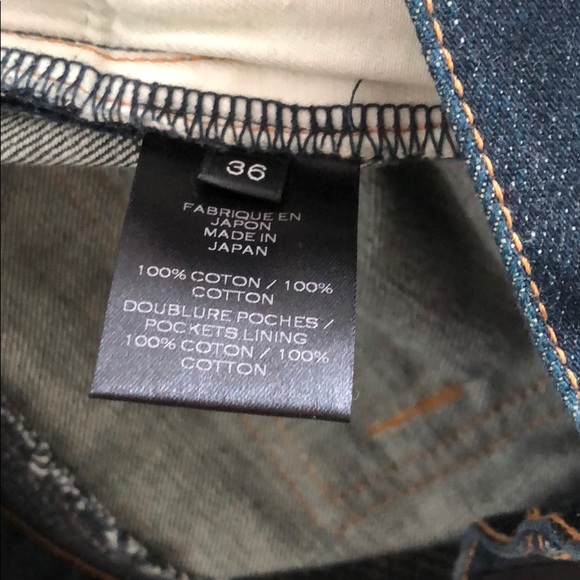 36
FABRIQUE EN
JAPON
MADE IN
JAPAN
100% COTON / 100%
COTTON
DOUBLURE POCHES /
POCKETS LINING
100% COTON / 100%
COTTON